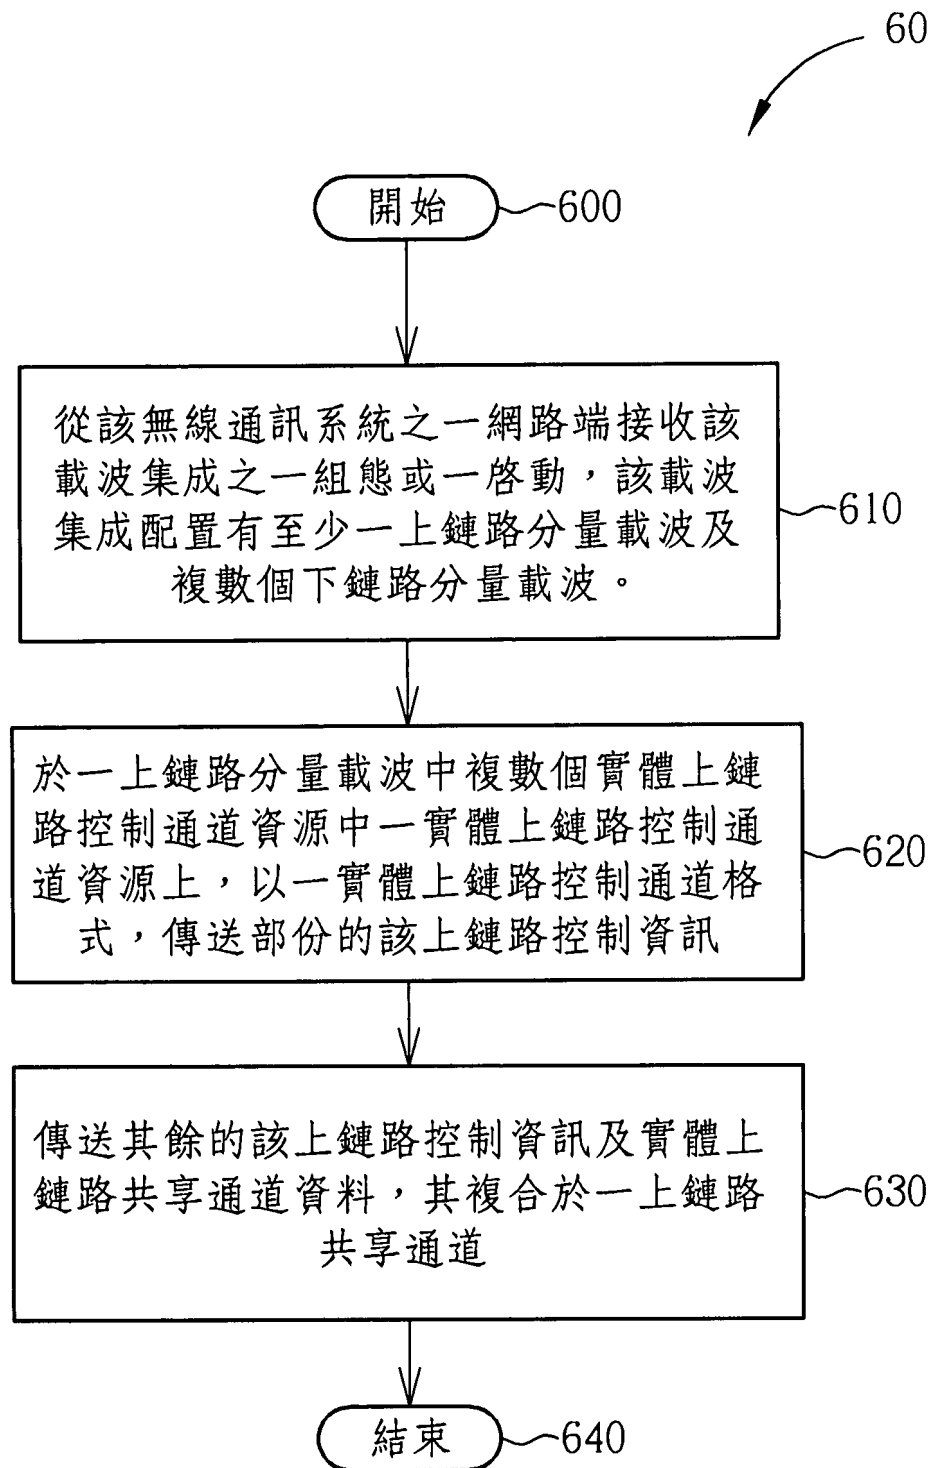 60
開始
600
從該無線通訊系統之一網路端接收該
載波集成之一組態或一啓動,該載波
集成配置有至少一上鏈路分量載波及
複數個下鏈路分量載波。
610
於一上鏈路分量載波中複數個實體上鏈
路控制通道資源中一實體上鏈路控制通
道資源上,以一實體上鏈路控制通道格
式,傳送部份的該上鏈路控制資訊
620
傳送其餘的該上鏈路控制資訊及實體上
鏈路共享通道資料,其複合於一上鏈路
共享通道
630
結束
640